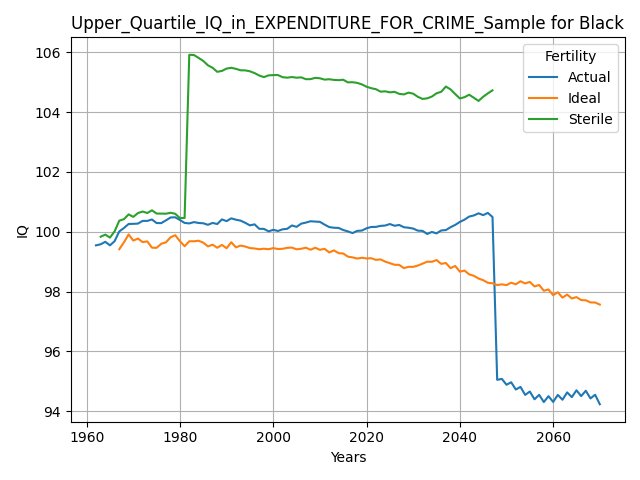 Upper_Quartile_IQ_in_EXPENDITURE_FOR_CRIME_Sample for Black
Fertility
Actual
Ideal
Sterile
IQ
106
104
102
100
98
96
94
1960
1980
2000
2020
2040
2060
Years